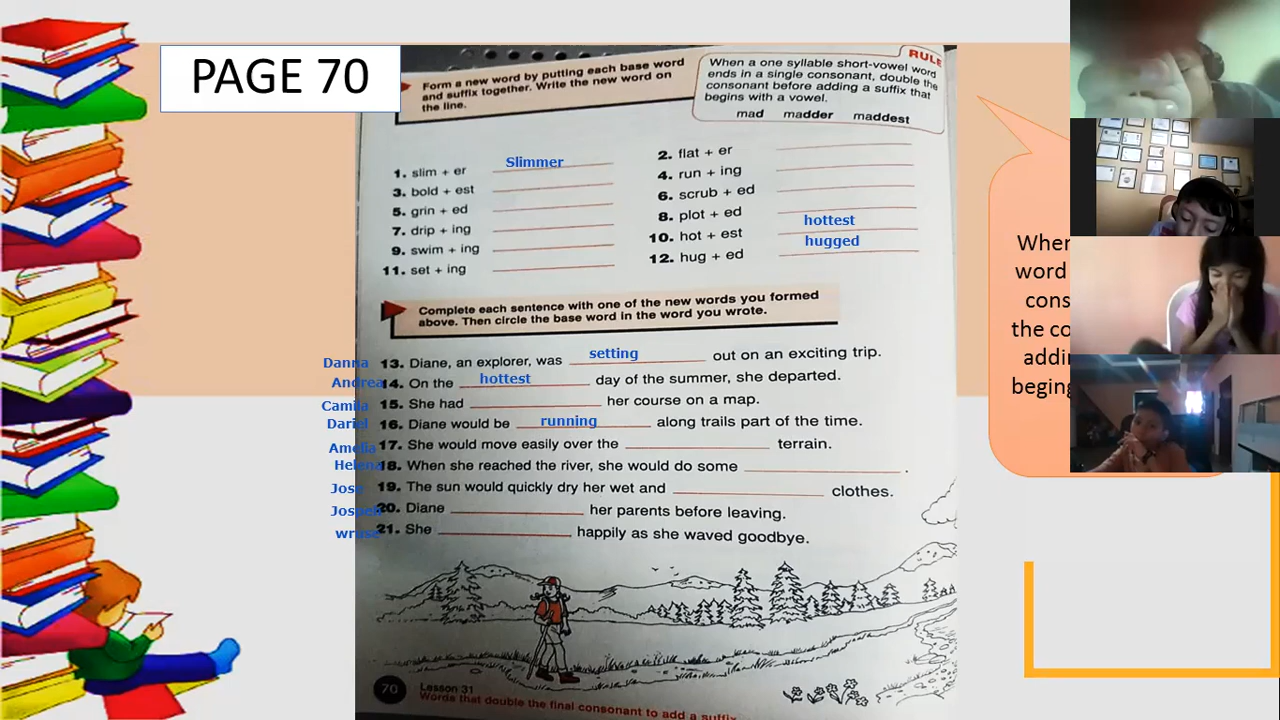 PAGE 70
Form a new word by putting each base word
and suffix together. Write the new word on
the line.
RULE
When a one syllable short-vowel word
ends in a single consonant, double the
consonant before adding a suffix that
begins with a vowel.
mad madder maddest
1. slim + er Slimmer
2. flat + er
3. bold + est
4. run + ing
5. grin + ed
6. scrub + ed
7. drip + ing
8. plot + ed
9. swim + ing
10. hot + est hottest
11. set + ing
12. hug + ed hugged
Complete each sentence with one of the new words you formed
above. Then circle the base word in the word you wrote.
Danna 13. Diane, an explorer, was setting out on an exciting trip.
Andrea 14. On the hottest day of the summer, she departed.
Camila 15. She had her course on a map.
Dariel 16. Diane would be running along trails part of the time.
Amelia 17. She would move easily over the terrain.
Helena 18. When she reached the river, she would do some .
Jose 19. The sun would quickly dry her wet and clothes.
20. Diane her parents before leaving.
21. She happily as she waved goodbye.
70 Lesson 31
Words that double the final consonant to add a suffix
word
the co